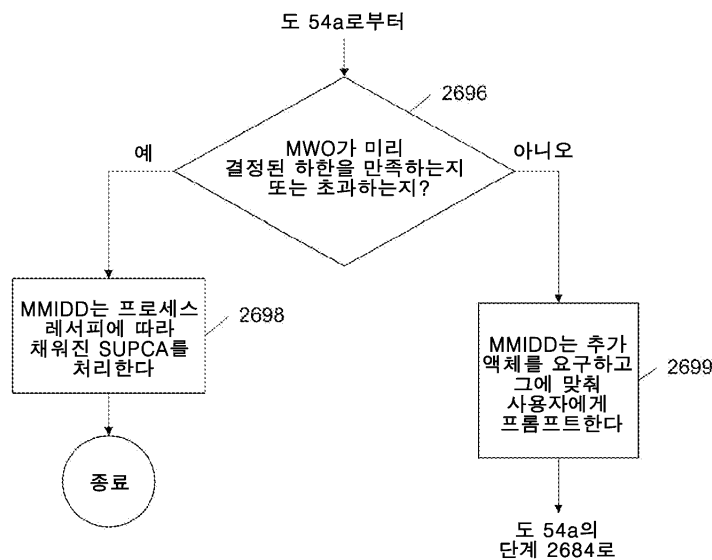 도 54a로부터
2696
MWO가 미리
결정된 하한을 만족하는지
또는 초과하는지?
예
아니오
MMIDD는 프로세스
레서피에 따라
채워진 SUPCA를
처리한다
2698
MMIDD는 추가
액체를 요구하고
그에 맞춰
사용자에게
프롬프트한다
2699
종료
도 54a의
단계 2684로